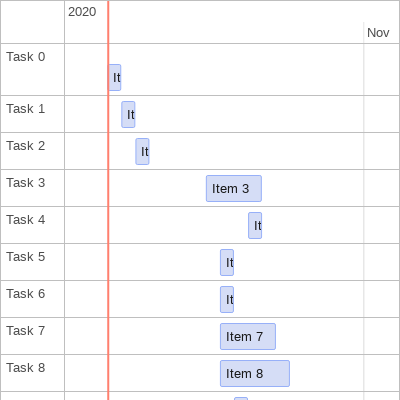 2020
Nov
Task 0
It
Task 1
It
Task 2
It
Task 3
Item 3
Task 4
It
Task 5
It
Task 6
It
Task 7
Item 7
Task 8
Item 8